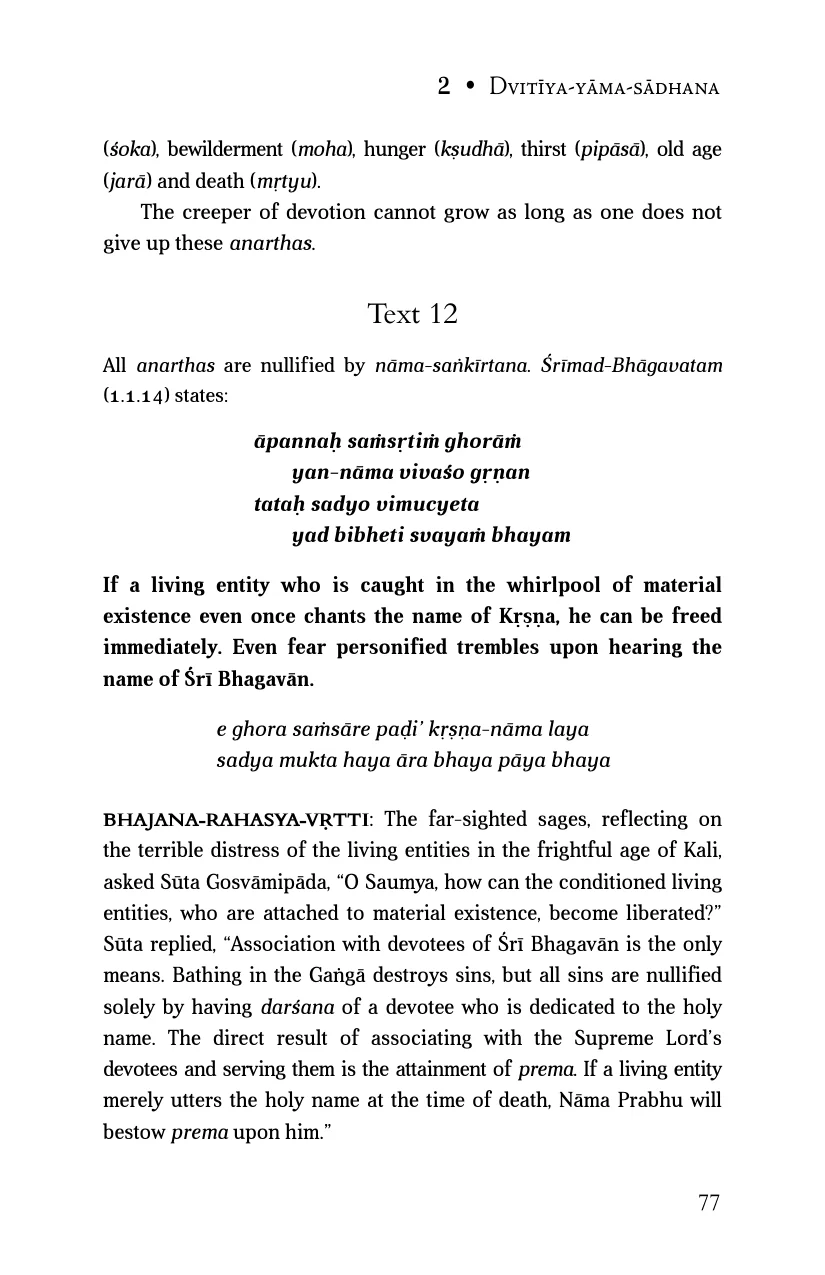 2 • Dvitīya-yāma-sādhana
(śoka), bewilderment (moha), hunger (kṣudhā), thirst (pipāsā), old age
(jarā) and death (mṛtyu).
The creeper of devotion cannot grow as long as one does not
give up these anarthas.
Text 12
All anarthas are nullified by nāma-saṅkīrtana. Śrīmad-Bhāgavatam
(1.1.14) states:
āpannaḥ saṁsṛtiṁ ghorāṁ
yan-nāma vivaśo gṛṇan
tataḥ sadyo vimucyeta
yad bibheti svayaṁ bhayam
If a living entity who is caught in the whirlpool of material
existence even once chants the name of Kṛṣṇa, he can be freed
immediately. Even fear personified trembles upon hearing the
name of Śrī Bhagavān.
e ghora saṁsāre paḍi’ kṛṣṇa-nāma laya
sadya mukta haya āra bhaya pāya bhaya
BHAJANA-RAHASYA-VṚTTI: The far-sighted sages, reflecting on
the terrible distress of the living entities in the frightful age of Kali,
asked Sūta Gosvāmipāda, “O Saumya, how can the conditioned living
entities, who are attached to material existence, become liberated?”
Sūta replied, “Association with devotees of Śrī Bhagavān is the only
means. Bathing in the Gaṅgā destroys sins, but all sins are nullified
solely by having darśana of a devotee who is dedicated to the holy
name. The direct result of associating with the Supreme Lord’s
devotees and serving them is the attainment of prema. If a living entity
merely utters the holy name at the time of death, Nāma Prabhu will
bestow prema upon him.”
77